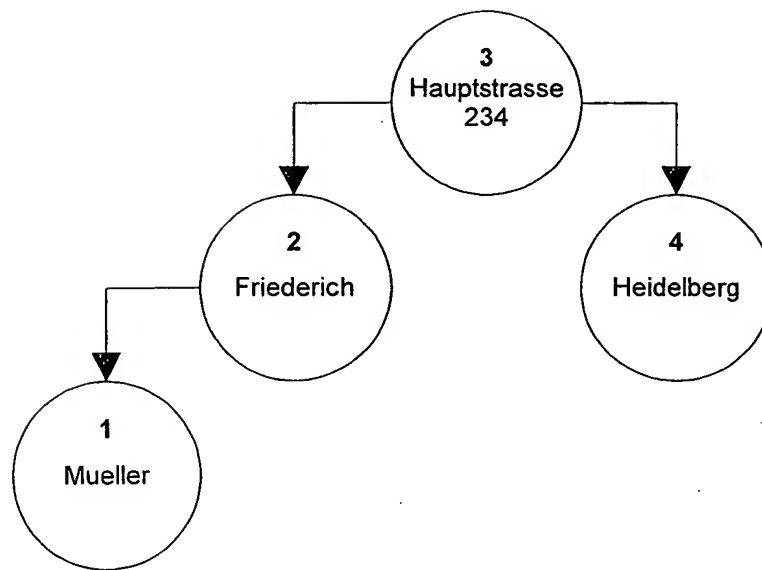 3
Hauptstrasse
234
2
Friederich
4
Heidelberg
1
Mueller